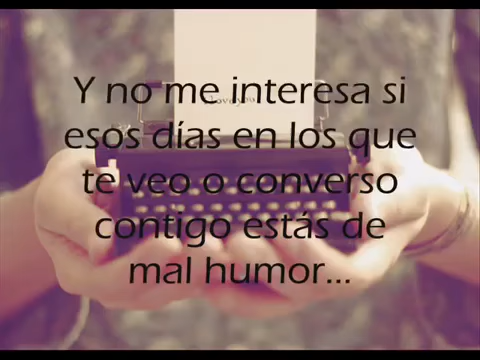 Y no me interesa si
esos días en los que
te veo o converso
contigo estás de
mal humor...